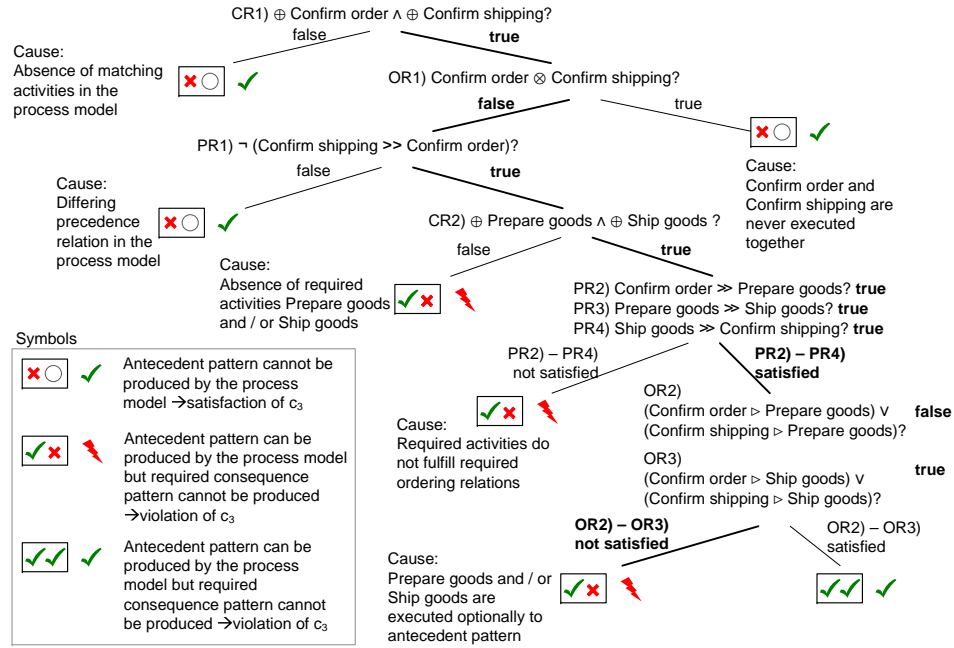 CR1) ⊕ Confirm order ∧ ⊕ Confirm shipping?
false
true
Cause:
Absence of matching
activities in the
process model
OR1) Confirm order ⊗ Confirm shipping?
false
true
PR1) ¬ (Confirm shipping >> Confirm order)?
false
true
Cause:
Confirm order and
Confirm shipping are
never executed
together
Cause:
Differing
precedence
relation in the
process model
CR2) ⊕ Prepare goods ∧ ⊕ Ship goods ?
false
true
Cause:
Absence of required
activities Prepare goods
and / or Ship goods
PR2) Confirm order ≫ Prepare goods? true
PR3) Prepare goods ≫ Ship goods? true
PR4) Ship goods ≫ Confirm shipping? true
PR2) – PR4)
not satisfied
PR2) – PR4)
satisfied
Cause:
Required activities do
not fulfill required
ordering relations
OR2)
(Confirm order ▹ Prepare goods) ∨
(Confirm shipping ▹ Prepare goods)?
false
OR3)
(Confirm order ▹ Ship goods) ∨
(Confirm shipping ▹ Ship goods)?
true
OR2) – OR3)
not satisfied
OR2) – OR3)
satisfied
Cause:
Prepare goods and / or
Ship goods are
executed optionally to
antecedent pattern
Symbols
Antecedent pattern cannot be
produced by the process
model →satisfaction of c₃
Antecedent pattern can be
produced by the process model
but required consequence
pattern cannot be produced
→violation of c₃
Antecedent pattern can be
produced by the process
model but required
consequence pattern cannot
be produced →violation of c₃